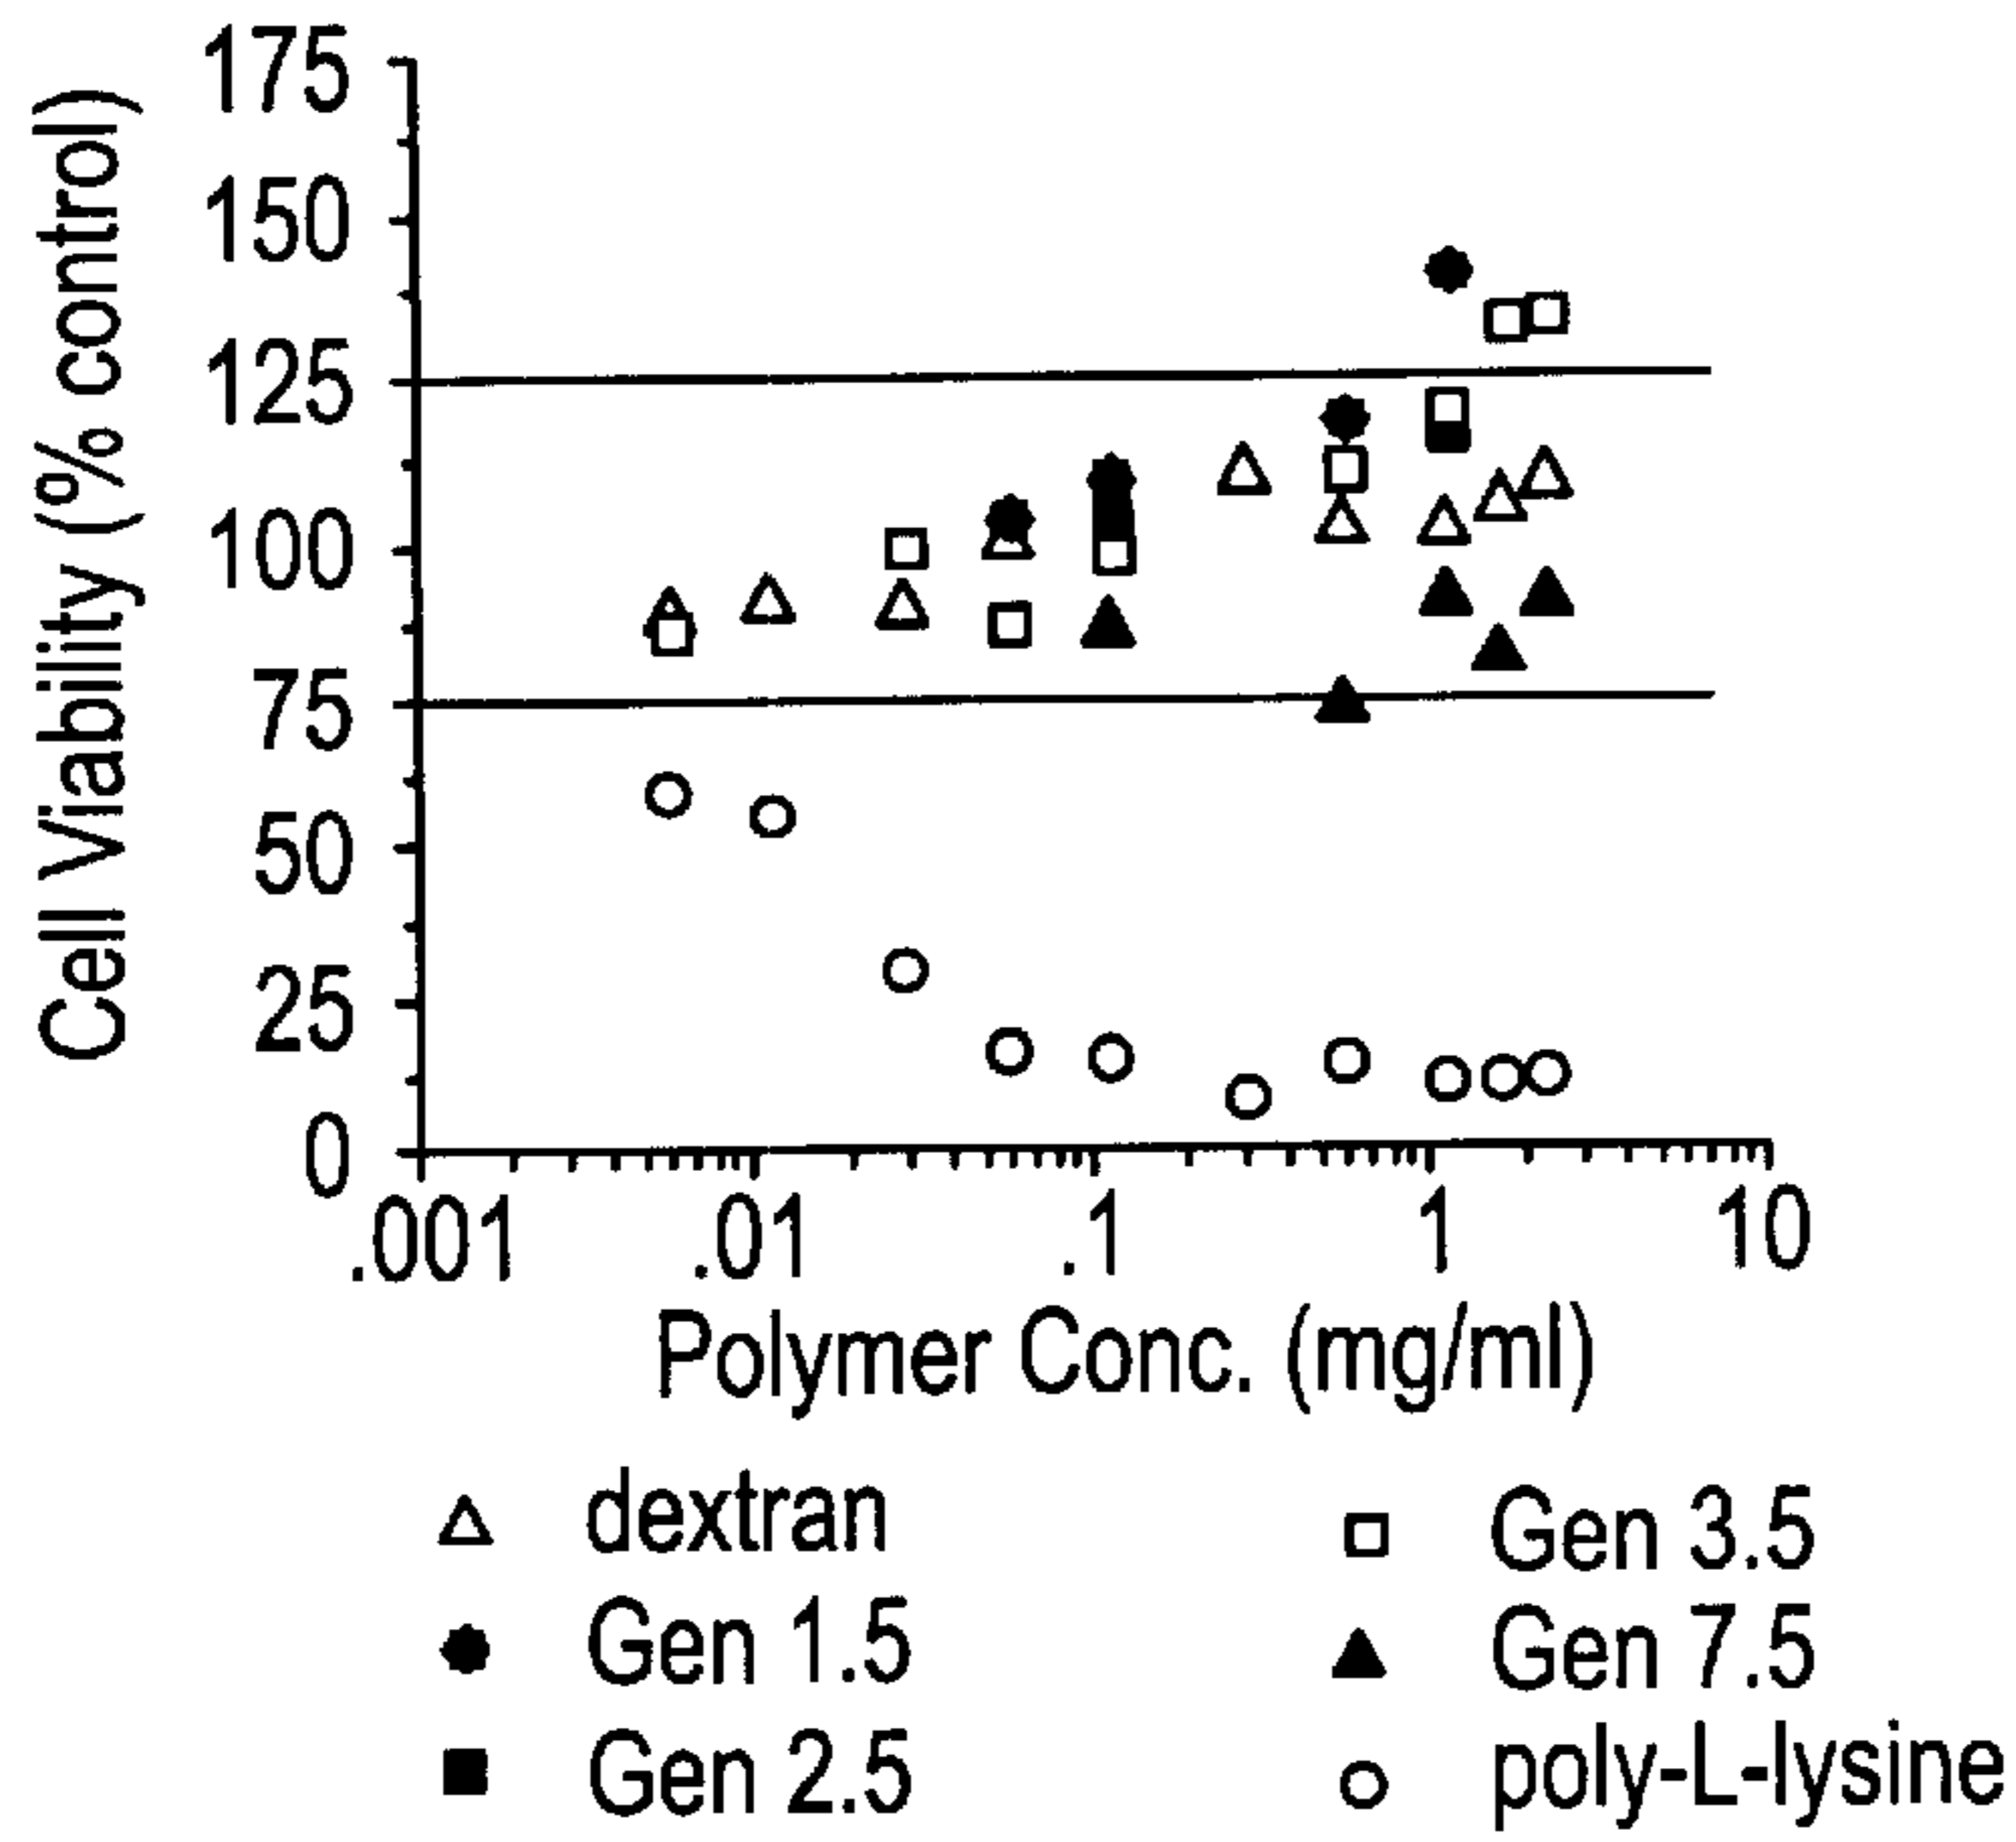 Cell Viability (% control)
175
150
125
100
75
50
25
0
.001 .01 .1 1 10
Polymer Conc. (mg/ml)
dextran Gen 3.5
Gen 1.5 Gen 7.5
Gen 2.5 poly-L-lysine